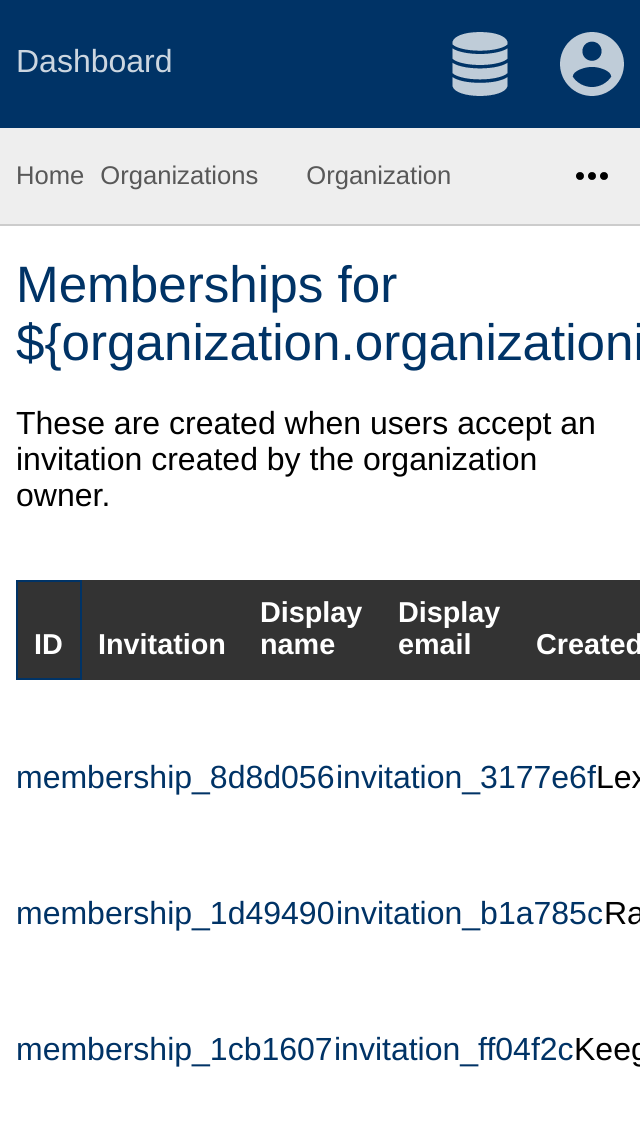 Dashboard
Home Organizations Organization •••
Memberships for
${organization.organizationi
These are created when users accept an
invitation created by the organization
owner.
ID Invitation Display name Display email Created
membership_8d8d056 invitation_3177e6f Lex
membership_1d49490 invitation_b1a785c Ra
membership_1cb1607 invitation_ff04f2c Keeg